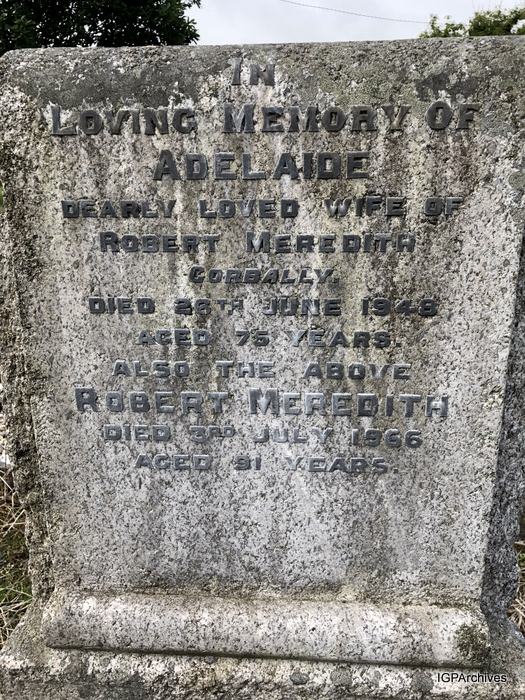 IN
LOVING MEMORY OF
ADELAIDE
DEARLY LOVED WIFE OF
ROBERT MEREDITH
CORBALLY.
DIED 26TH JUNE 1948
AGED 75 YEARS.
ALSO THE ABOVE
ROBERT MEREDITH
DIED 3RD JULY 1966
AGED 91 YEARS.
IGPArchives